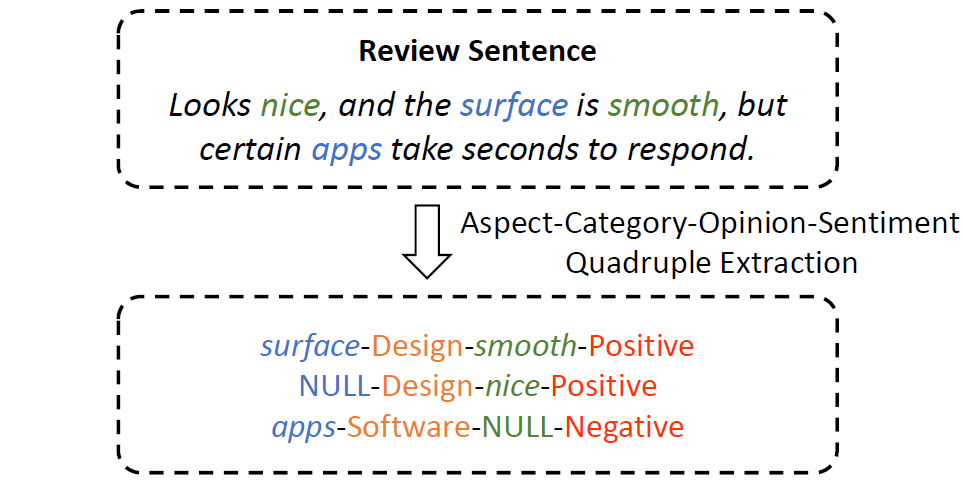 Review Sentence
Looks nice, and the surface is smooth, but
certain apps take seconds to respond.
Aspect-Category-Opinion-Sentiment
Quadruple Extraction
surface-Design-smooth-Positive
NULL-Design-nice-Positive
apps-Software-NULL-Negative